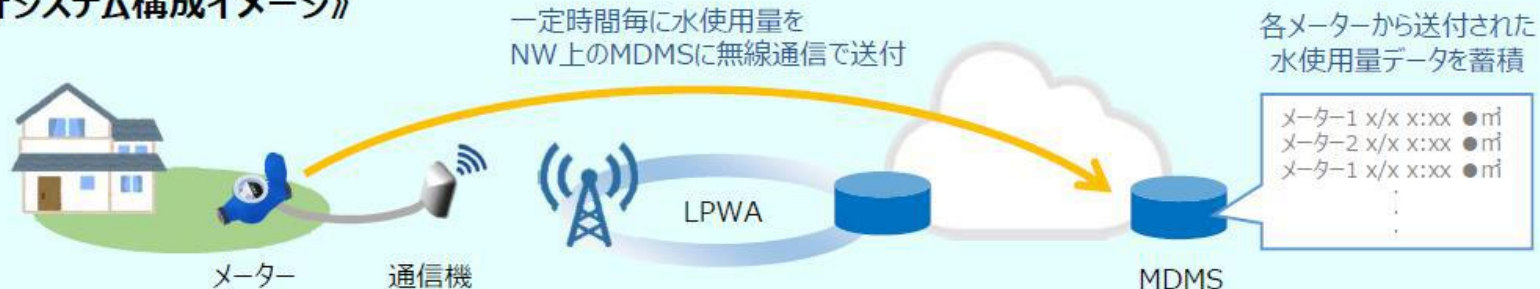 システム構成イメージ》
一定時間毎に水使用量を
NW上のMDMSに無線通信で送付
各メーターから送付された
水使用量データを蓄積
メーター1 x/x x:xx ●㎥
メーター2 x/x x:xx ●㎥
メーター1 x/x x:xx ●㎥
:
.
LPWA
メーター
通信機
MDMS